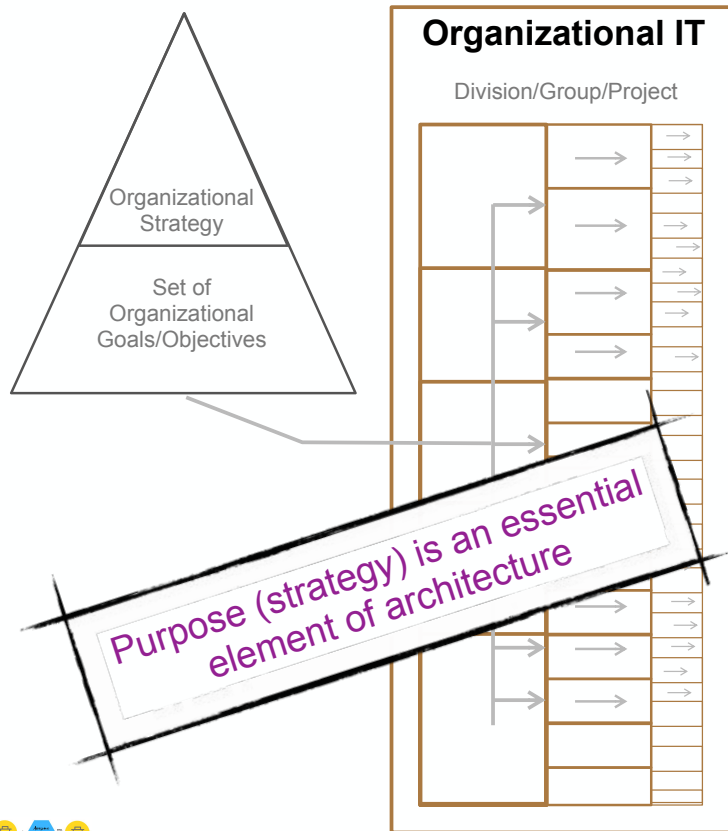 Organizational IT
Division/Group/Project
Organizational
Strategy
Set of
Organizational
Goals/Objectives
Purpose (strategy) is an essential
element of architecture